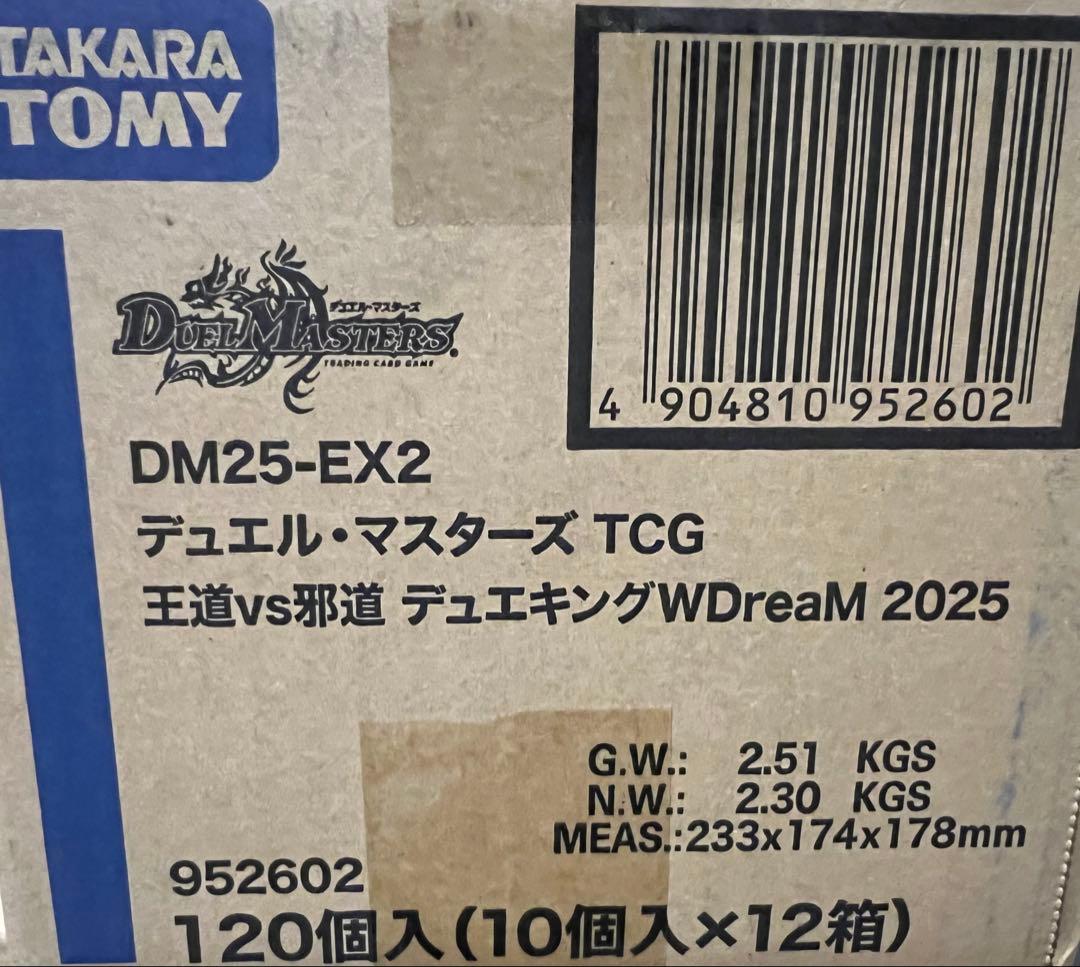 TAKARA
TOMY
4 904810 952602
デュエル・マスターズ
DUEL MASTERS
TRADING CARD GAME
DM25-EX2
デュエル・マスターズ TCG
王道vs邪道 デュエキングWDreaM 2025
G.W.: 2.51 KGS
N.W.: 2.30 KGS
MEAS.:233x174x178mm
952602
120個入(10個入×12箱)